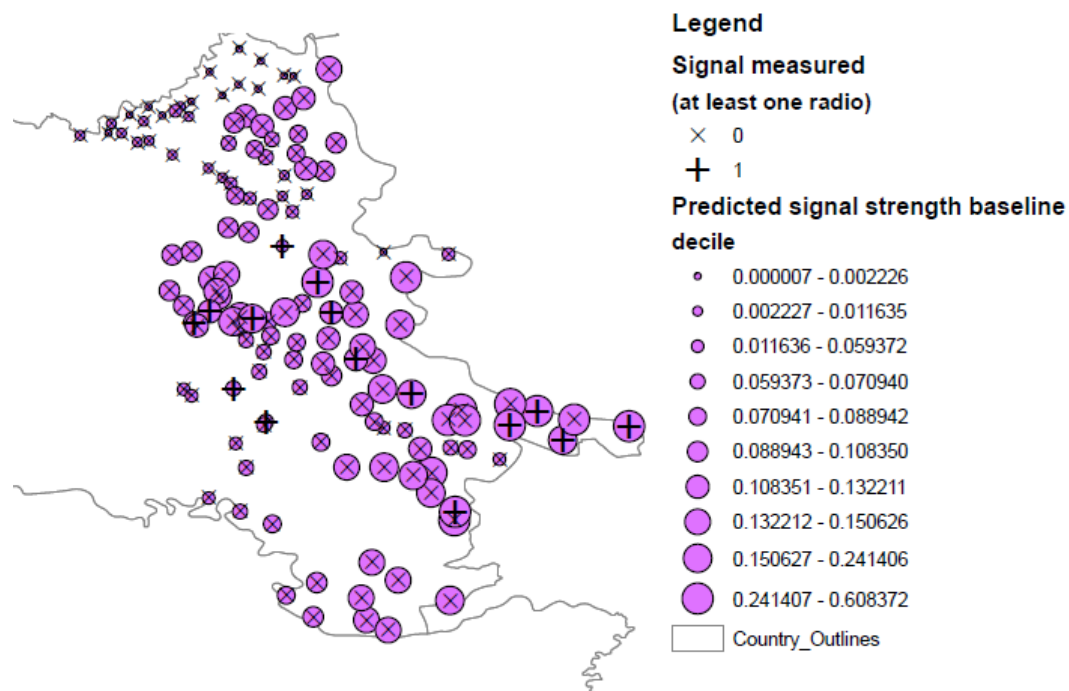 Legend
Signal measured
(at least one radio)
0
1
Predicted signal strength baseline
decile
0.000007 - 0.002226
0.002227 - 0.011635
0.011636 - 0.059372
0.059373 - 0.070940
0.070941 - 0.088942
0.088943 - 0.108350
0.108351 - 0.132211
0.132212 - 0.150626
0.150627 - 0.241406
0.241407 - 0.608372
Country_Outlines